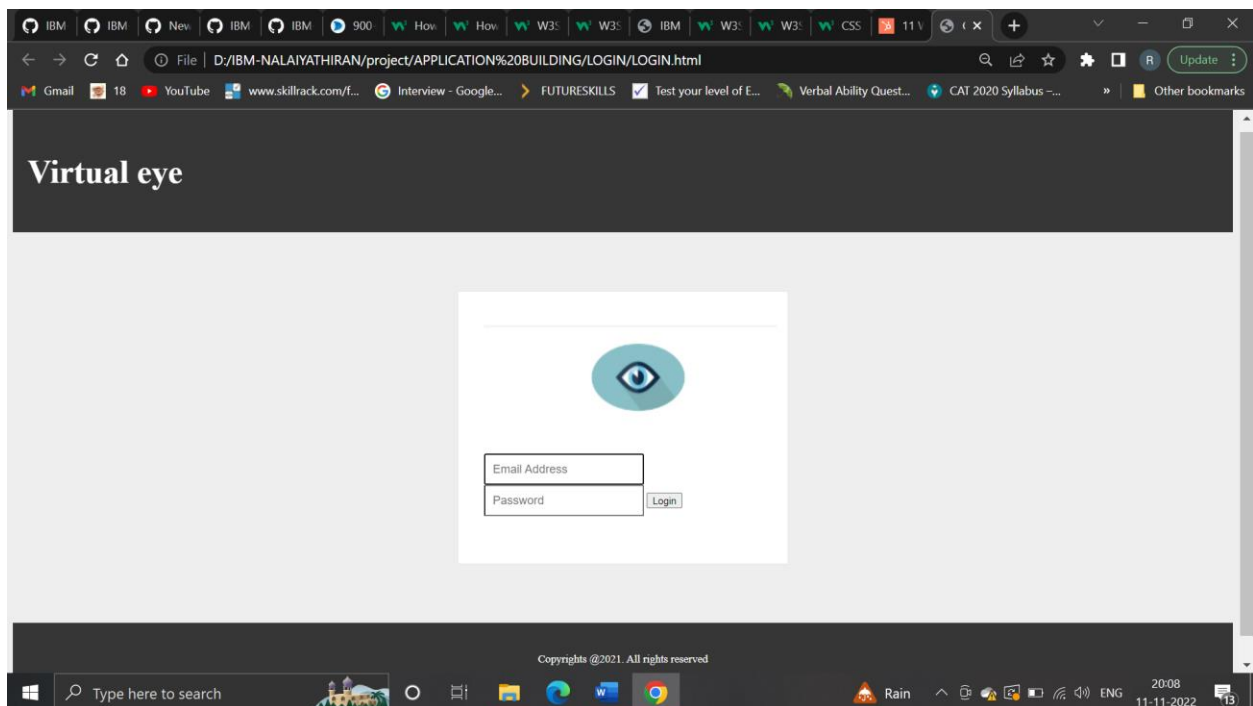 IBM IBM New IBM IBM 900 How How W3S W3S IBM W3S W3S CSS 11 V
File D:/IBM-NALAIYATHIRAN/project/APPLICATION%20BUILDING/LOGIN/LOGIN.html R Update
Gmail 18 YouTube www.skillrack.com/f... Interview - Google... FUTURESKILLS Test your level of E... Verbal Ability Quest... CAT 2020 Syllabus –... » Other bookmarks
Virtual eye
Email Address
Password Login
Copyrights @2021. All rights reserved
Type here to search Rain ENG 20:08
11-11-2022 13